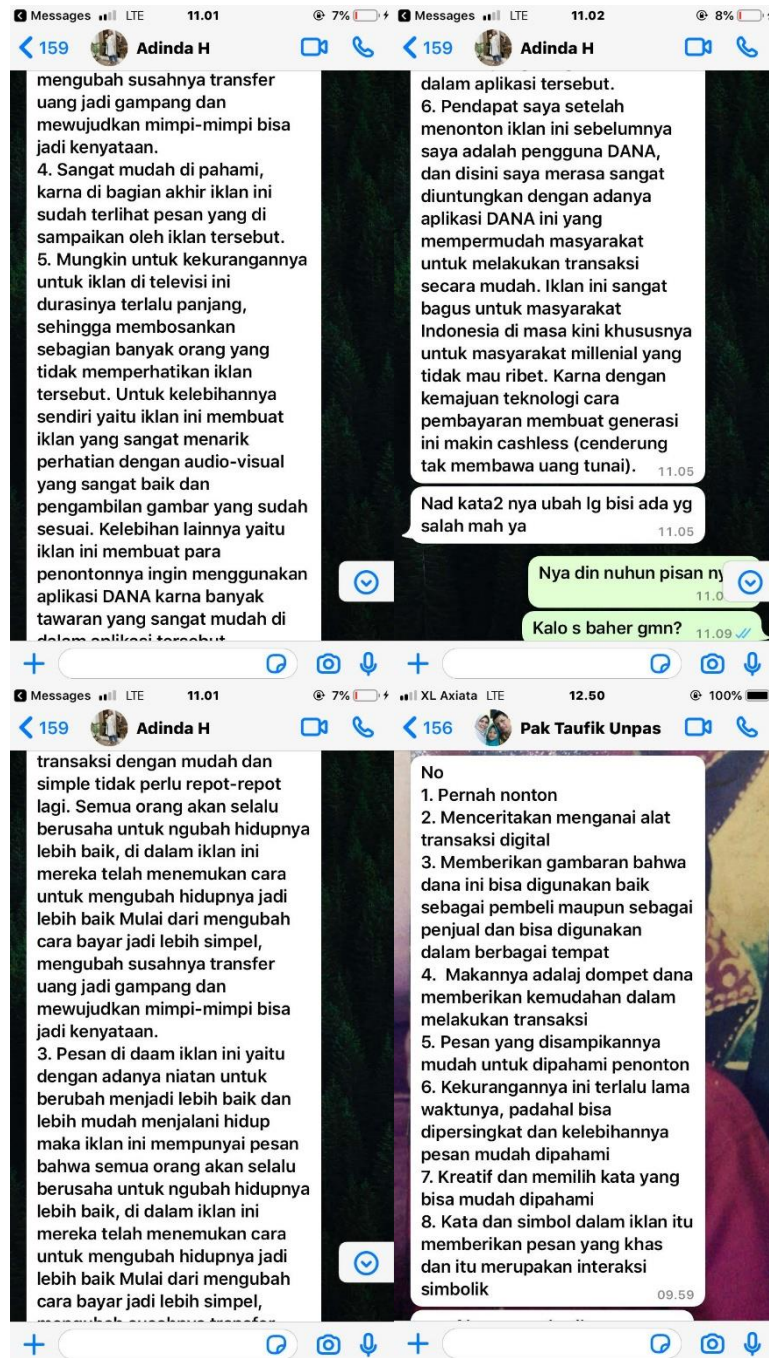 Messages LTE 11.01 7%
159 Adinda H
mengubah susahnya transfer
uang jadi gampang dan
mewujudkan mimpi-mimpi bisa
jadi kenyataan.
4. Sangat mudah di pahami,
karna di bagian akhir iklan ini
sudah terlihat pesan yang di
sampaikan oleh iklan tersebut.
5. Mungkin untuk kekurangannya
untuk iklan di televisi ini
durasinya terlalu panjang,
sehingga membosankan
sebagian banyak orang yang
tidak memperhatikan iklan
tersebut. Untuk kelebihannya
sendiri yaitu iklan ini membuat
iklan yang sangat menarik
perhatian dengan audio-visual
yang sangat baik dan
pengambilan gambar yang sudah
sesuai. Kelebihan lainnya yaitu
iklan ini membuat para
penontonnya ingin menggunakan
aplikasi DANA karna banyak
tawaran yang sangat mudah di
dalam aplikasi tersebut
Messages LTE 11.02 8%
159 Adinda H
dalam aplikasi tersebut.
6. Pendapat saya setelah
menonton iklan ini sebelumnya
saya adalah pengguna DANA,
dan disini saya merasa sangat
diuntungkan dengan adanya
aplikasi DANA ini yang
mempermudah masyarakat
untuk melakukan transaksi
secara mudah. Iklan ini sangat
bagus untuk masyarakat
Indonesia di masa kini khususnya
untuk masyarakat millenial yang
tidak mau ribet. Karna dengan
kemajuan teknologi cara
pembayaran membuat generasi
ini makin cashless (cenderung
tak membawa uang tunai). 11.05
Nad kata2 nya ubah lg bisi ada yg
salah mah ya 11.05
Nya din nuhun pisan
Kalo s baher gmn? 11.09
Messages LTE 11.01 7%
159 Adinda H
transaksi dengan mudah dan
simple tidak perlu repot-repot
lagi. Semua orang akan selalu
berusaha untuk ngubah hidupnya
lebih baik, di dalam iklan ini
mereka telah menemukan cara
untuk mengubah hidupnya jadi
lebih baik Mulai dari mengubah
cara bayar jadi lebih simpel,
mengubah susahnya transfer
uang jadi gampang dan
mewujudkan mimpi-mimpi bisa
jadi kenyataan.
3. Pesan di daam iklan ini yaitu
dengan adanya niatan untuk
berubah menjadi lebih baik dan
lebih mudah menjalani hidup
maka iklan ini mempunyai pesan
bahwa semua orang akan selalu
berusaha untuk ngubah hidupnya
lebih baik, di dalam iklan ini
mereka telah menemukan cara
untuk mengubah hidupnya jadi
lebih baik Mulai dari mengubah
cara bayar jadi lebih simpel,
mengubah susahnya transfer
XL Axiata LTE 12.50 100%
156 Pak Taufik Unpas
No
1. Pernah nonton
2. Menceritakan menganai alat
transaksi digital
3. Memberikan gambaran bahwa
dana ini bisa digunakan baik
sebagai pembeli maupun sebagai
penjual dan bisa digunakan
dalam berbagai tempat
4. Makannya adalaj dompet dana
memberikan kemudahan dalam
melakukan transaksi
5. Pesan yang disampikannya
mudah untuk dipahami penonton
6. Kekurangannya ini terlalu lama
waktunya, padahal bisa
dipersingkat dan kelebihannya
pesan mudah dipahami
7. Kreatif dan memilih kata yang
bisa mudah dipahami
8. Kata dan simbol dalam iklan itu
memberikan pesan yang khas
dan itu merupakan interaksi
simbolik 09.59